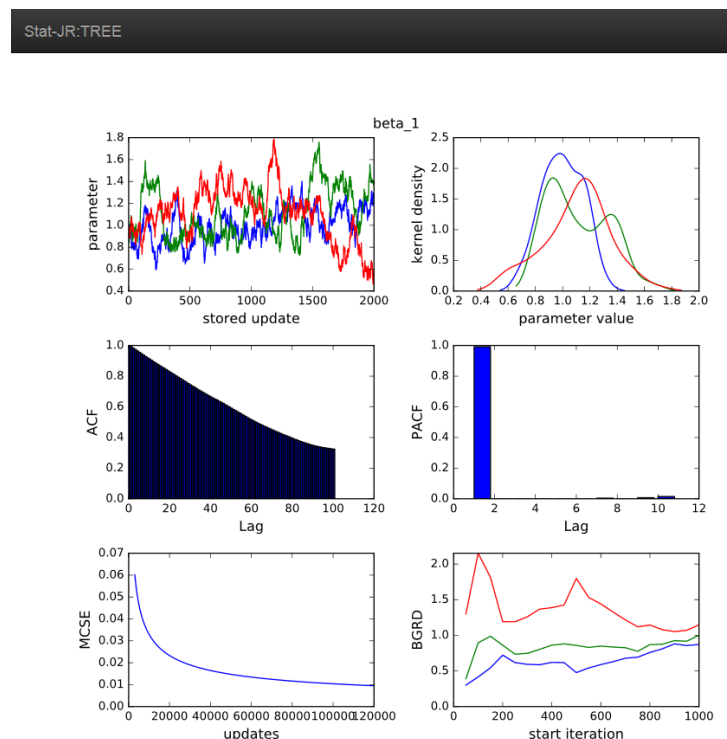 Stat-JR:TREE
beta_1
1.8
1.6
1.4
1.2
1.0
0.8
0.6
0.4
parameter
0 500 1000 1500 2000
stored update
2.5
2.0
1.5
1.0
0.5
0.0
kernel density
0.2 0.4 0.6 0.8 1.0 1.2 1.4 1.6 1.8 2.0
parameter value
1.0
0.8
0.6
0.4
0.2
0.0
ACF
0 20 40 60 80 100 120
Lag
1.0
0.8
0.6
0.4
0.2
0.0
PACF
0 2 4 6 8 10 12
Lag
0.07
0.06
0.05
0.04
0.03
0.02
0.01
0.00
MCSE
0 20000 40000 60000 80000 100000 120000
updates
2.0
1.5
1.0
0.5
0.0
BGRD
0 200 400 600 800 1000
start iteration